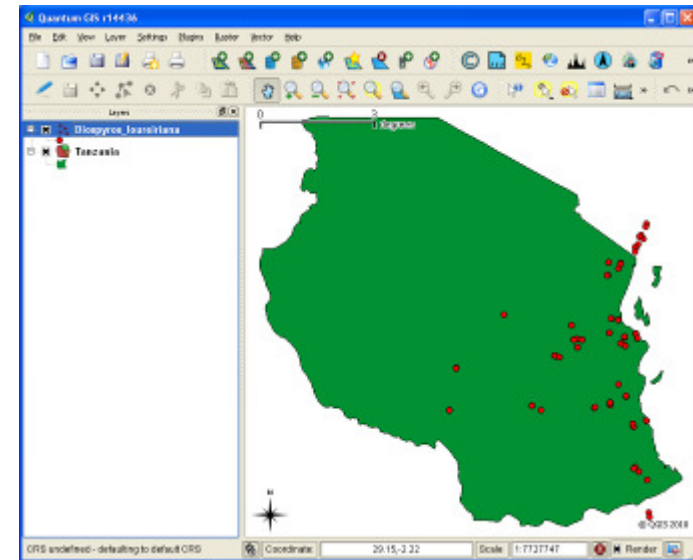 Quantum GIS r14436
File Edit View Layer Settings Plugins Raster Vector Help
Layers
0 3
degrees
Diospyros_loureiriana
Tanzania
N
© QGIS 2010
CRS undefined - defaulting to default CRS
Coordinate: 29.15,-2.22 Scale 1:7737747 Render